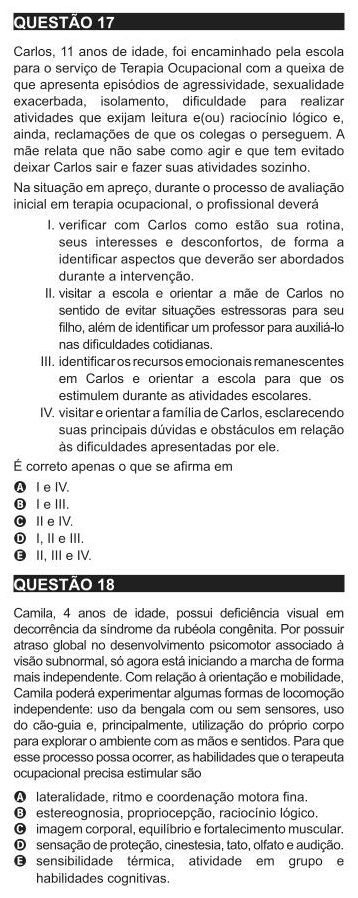 QUESTÃO 17
Carlos, 11 anos de idade, foi encaminhado pela escola
para o serviço de Terapia Ocupacional com a queixa de
que apresenta episódios de agressividade, sexualidade
exacerbada, isolamento, dificuldade para realizar
atividades que exijam leitura e(ou) raciocínio lógico e,
ainda, reclamações de que os colegas o perseguem. A
mãe relata que não sabe como agir e que tem evitado
deixar Carlos sair e fazer suas atividades sozinho.
Na situação em apreço, durante o processo de avaliação
inicial em terapia ocupacional, o profissional deverá
I. verificar com Carlos como estão sua rotina,
seus interesses e desconfortos, de forma a
identificar aspectos que deverão ser abordados
durante a intervenção.
II. visitar a escola e orientar a mãe de Carlos no
sentido de evitar situações estressoras para seu
filho, além de identificar um professor para auxiliá-lo
nas dificuldades cotidianas.
III. identificar os recursos emocionais remanescentes
em Carlos e orientar a escola para que os
estimulem durante as atividades escolares.
IV. visitar e orientar a família de Carlos, esclarecendo
suas principais dúvidas e obstáculos em relação
às dificuldades apresentadas por ele.
É correto apenas o que se afirma em
A I e IV.
B I e III.
C II e IV.
D I, II e III.
E II, III e IV.
QUESTÃO 18
Camila, 4 anos de idade, possui deficiência visual em
decorrência da síndrome da rubéola congênita. Por possuir
atraso global no desenvolvimento psicomotor associado à
visão subnormal, só agora está iniciando a marcha de forma
mais independente. Com relação à orientação e mobilidade,
Camila poderá experimentar algumas formas de locomoção
independente: uso da bengala com ou sem sensores, uso
do cão-guia e, principalmente, utilização do próprio corpo
para explorar o ambiente com as mãos e sentidos. Para que
esse processo possa ocorrer, as habilidades que o terapeuta
ocupacional precisa estimular são
A lateralidade, ritmo e coordenação motora fina.
B estereognosia, propriocepção, raciocínio lógico.
C imagem corporal, equilíbrio e fortalecimento muscular.
D sensação de proteção, cinestesia, tato, olfato e audição.
E sensibilidade térmica, atividade em grupo e
habilidades cognitivas.